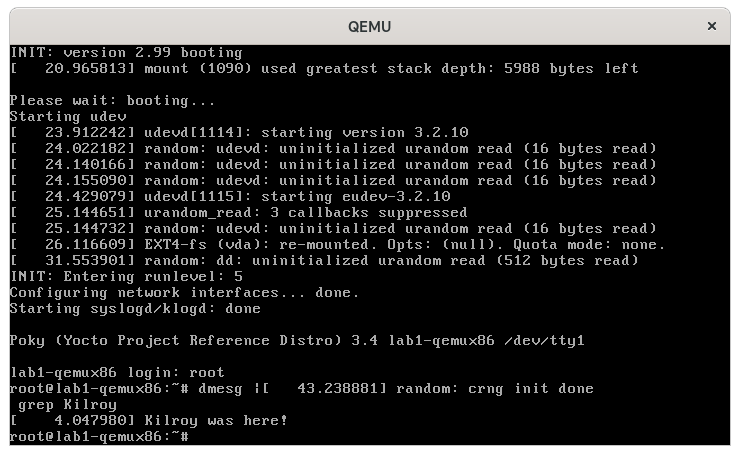 QEMU
×
INIT: version 2.99 booting
[   20.965813] mount (1090) used greatest stack depth: 5988 bytes left
Please wait: booting...
Starting udev
[   23.912242] udevd[1114]: starting version 3.2.10
[   24.022182] random: udevd: uninitialized urandom read (16 bytes read)
[   24.140166] random: udevd: uninitialized urandom read (16 bytes read)
[   24.155090] random: udevd: uninitialized urandom read (16 bytes read)
[   24.429079] udevd[1115]: starting eudev-3.2.10
[   25.144651] urandom_read: 3 callbacks suppressed
[   25.144732] random: udevd: uninitialized urandom read (16 bytes read)
[   26.116609] EXT4-fs (vda): re-mounted. Opts: (null). Quota mode: none.
[   31.553901] random: dd: uninitialized urandom read (512 bytes read)
INIT: Entering runlevel: 5
Configuring network interfaces... done.
Starting syslogd/klogd: done
Poky (Yocto Project Reference Distro) 3.4 lab1-qemux86 /dev/tty1
lab1-qemux86 login: root
root@lab1-qemux86:~# dmesg |[   43.238881] random: crng init done
 grep Kilroy
[    4.047980] Kilroy was here!
root@lab1-qemux86:~#